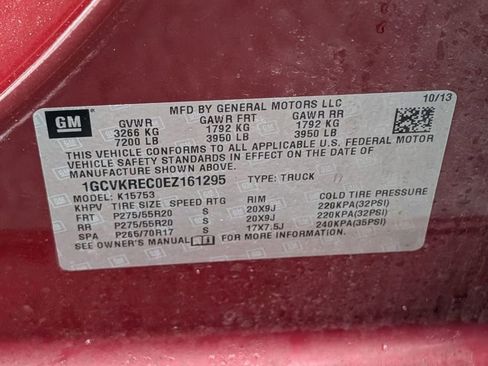 GM
MFD BY GENERAL MOTORS LLC
10/13
GVWR GAWR FRT GAWR RR
3266 KG 1792 KG 1792 KG
7200 LB 3950 LB 3950 LB
THIS VEHICLE CONFORMS TO ALL APPLICABLE U.S. FEDERAL MOTOR
VEHICLE SAFETY STANDARDS IN EFFECT ON THE DATE OF
MANUFACTURE SHOWN ABOVE.
1GCVKREC0EZ161295 TYPE: TRUCK
MODEL: K15753
KHPV TIRE SIZE SPEED RTG RIM COLD TIRE PRESSURE
FRT P275/55R20 S 20X9J 220KPA(32PSI)
RR P275/55R20 S 20X9J 220KPA(32PSI)
SPA P265/70R17 S 17X7.5J 240KPA(35PSI)
SEE OWNER'S MANUAL FOR ADDITIONAL INFORMATION.